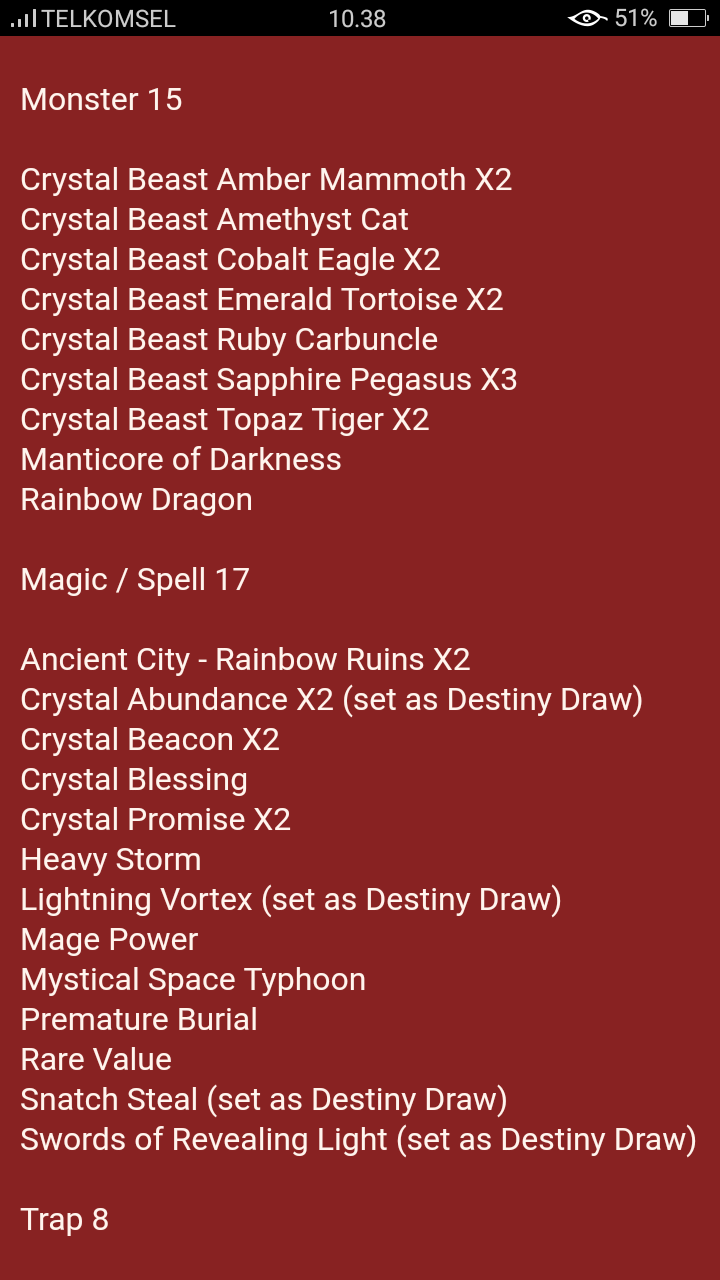 TELKOMSEL 10.38 51%
Monster 15
Crystal Beast Amber Mammoth X2
Crystal Beast Amethyst Cat
Crystal Beast Cobalt Eagle X2
Crystal Beast Emerald Tortoise X2
Crystal Beast Ruby Carbuncle
Crystal Beast Sapphire Pegasus X3
Crystal Beast Topaz Tiger X2
Manticore of Darkness
Rainbow Dragon
Magic / Spell 17
Ancient City - Rainbow Ruins X2
Crystal Abundance X2 (set as Destiny Draw)
Crystal Beacon X2
Crystal Blessing
Crystal Promise X2
Heavy Storm
Lightning Vortex (set as Destiny Draw)
Mage Power
Mystical Space Typhoon
Premature Burial
Rare Value
Snatch Steal (set as Destiny Draw)
Swords of Revealing Light (set as Destiny Draw)
Trap 8